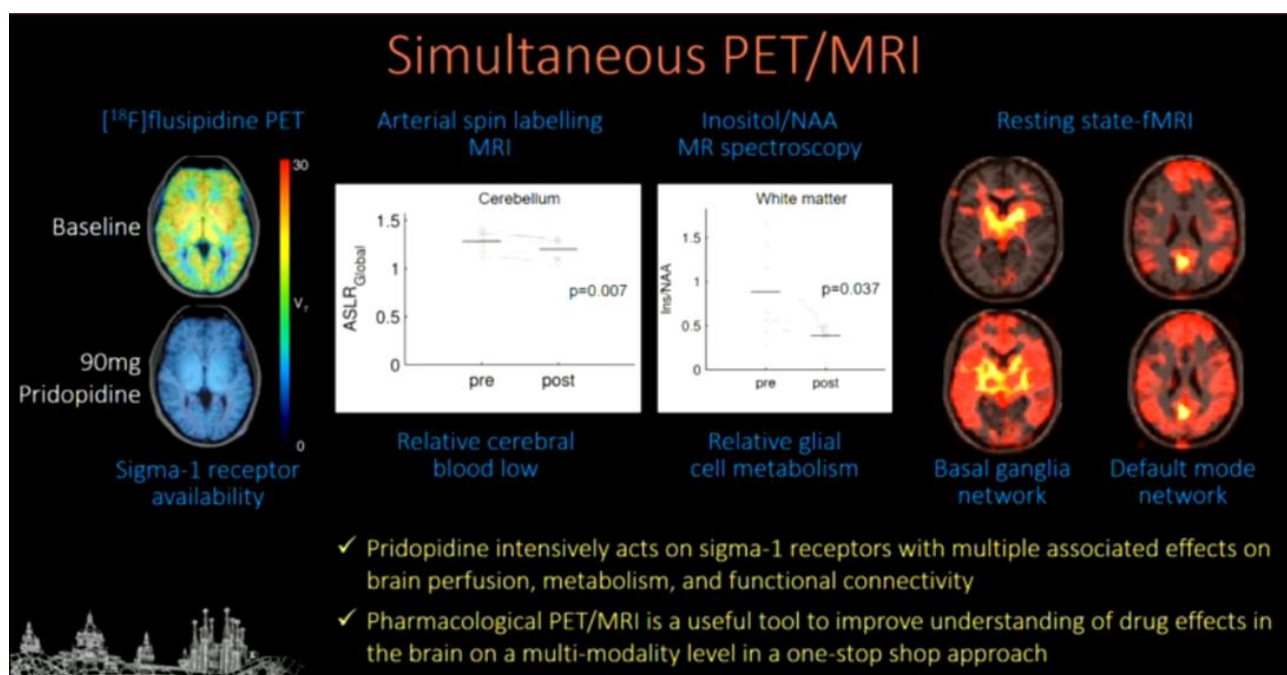 Simultaneous PET/MRI
[¹⁸F]flusipidine PET
Baseline
90mg
Pridopidine
30
V_T
0
Sigma-1 receptor
availability
Arterial spin labelling
MRI
Cerebellum
ASLR_Global
1.5
1
0.5
0
p=0.007
pre post
Relative cerebral
blood low
Inositol/NAA
MR spectroscopy
White matter
Ins/NAA
1.5
1
0.5
0
p=0.037
pre post
Relative glial
cell metabolism
Resting state-fMRI
Basal ganglia
network
Default mode
network
✓ Pridopidine intensively acts on sigma-1 receptors with multiple associated effects on
brain perfusion, metabolism, and functional connectivity
✓ Pharmacological PET/MRI is a useful tool to improve understanding of drug effects in
the brain on a multi-modality level in a one-stop shop approach